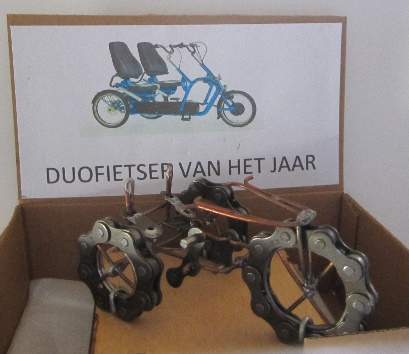 DUOFIETSER VAN HET JAAR